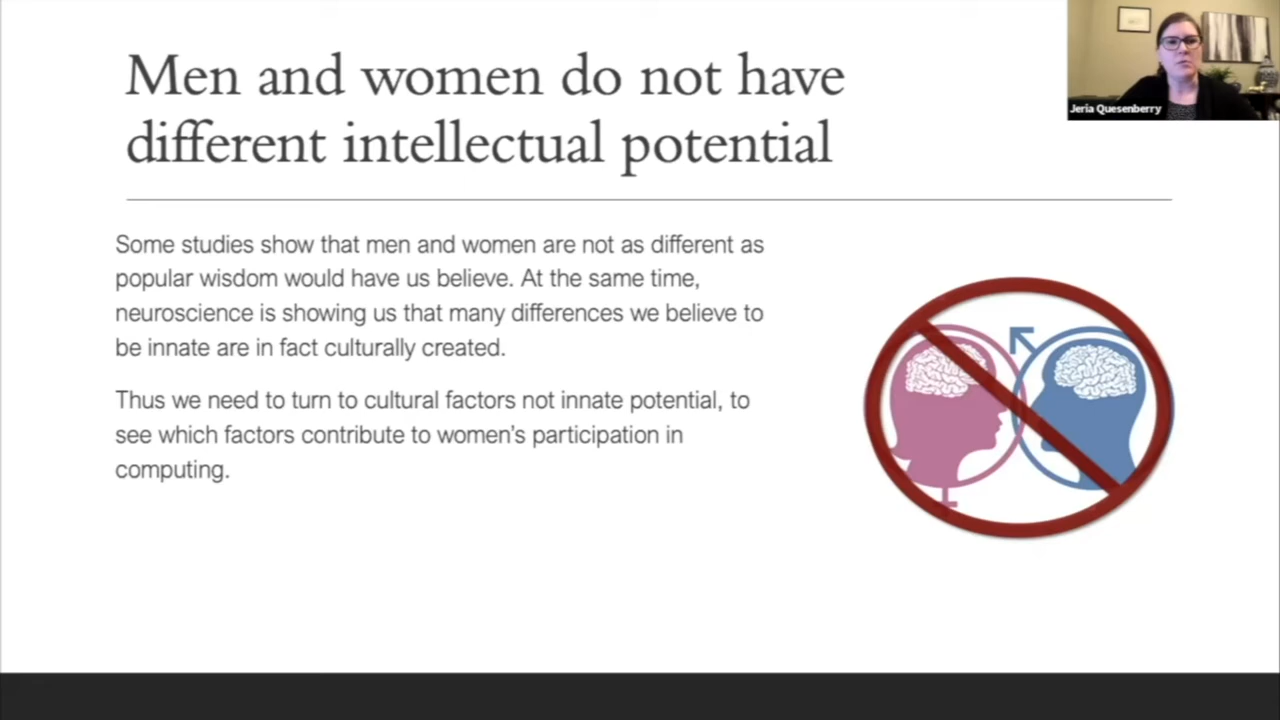 Men and women do not have
different intellectual potential
Jeria Quesenberry
Some studies show that men and women are not as different as
popular wisdom would have us believe. At the same time,
neuroscience is showing us that many differences we believe to
be innate are in fact culturally created.
Thus we need to turn to cultural factors not innate potential, to
see which factors contribute to women’s participation in
computing.